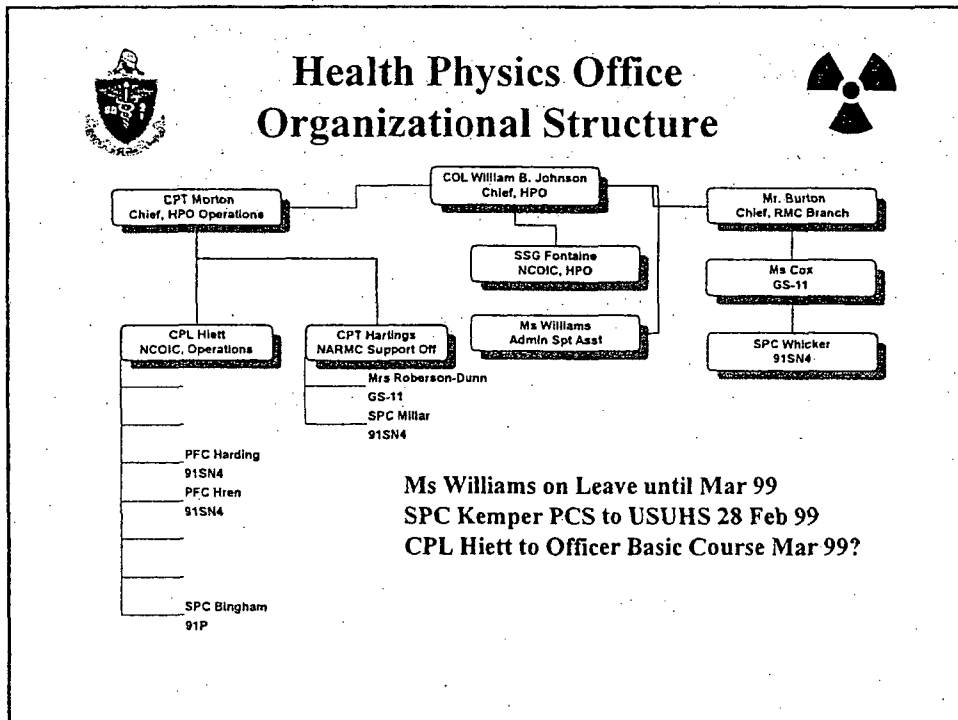 Health Physics Office
Organizational Structure
COL William B. Johnson
Chief, HPO
CPT Morton
Chief, HPO Operations
Mr. Burton
Chief, RMC Branch
SSG Fontaine
NCOIC, HPO
Ms Cox
GS-11
Ms Williams
Admin Spt Asst
SPC Whicker
91SN4
CPL Hiett
NCOIC, Operations
CPT Hartings
NARMC Support Off
Mrs Roberson-Dunn
GS-11
SPC Millar
91SN4
PFC Harding
91SN4
PFC Hren
91SN4
SPC Bingham
91P
Ms Williams on Leave until Mar 99
SPC Kemper PCS to USUHS 28 Feb 99
CPL Hiett to Officer Basic Course Mar 99?